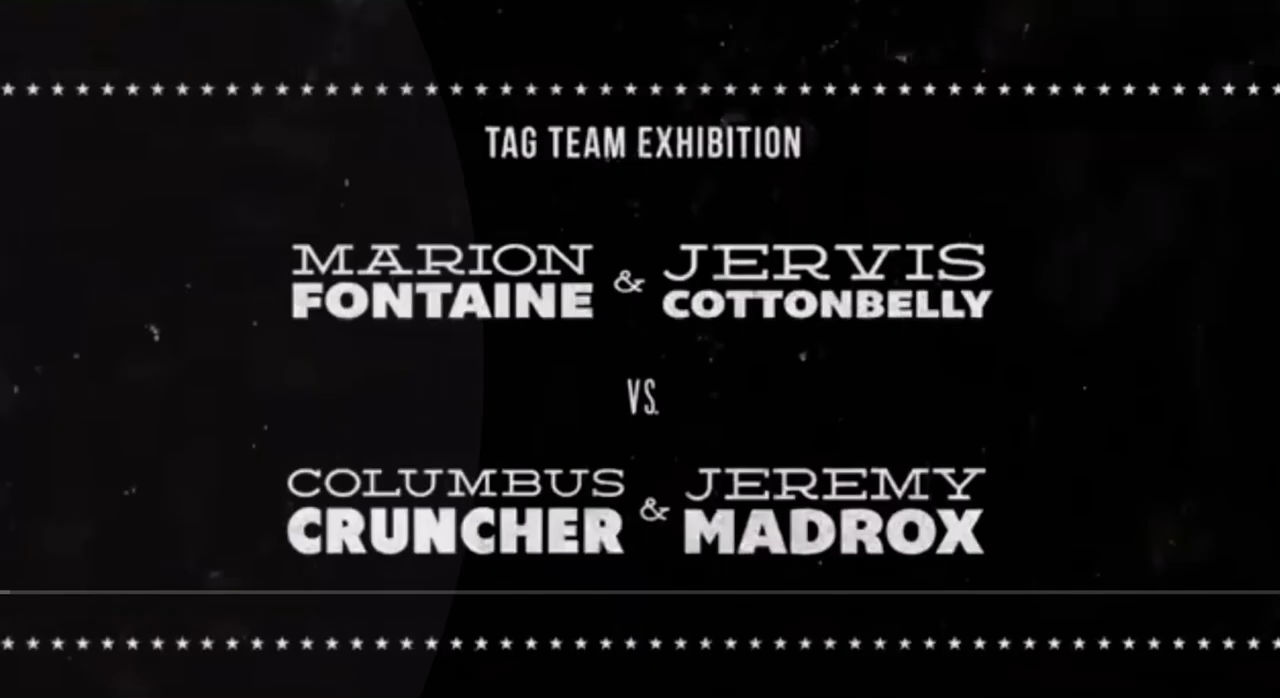 TAG TEAM EXHIBITION
MARION & JERVIS
FONTAINE COTTONBELLY
VS.
COLUMBUS & JEREMY
CRUNCHER MADROX